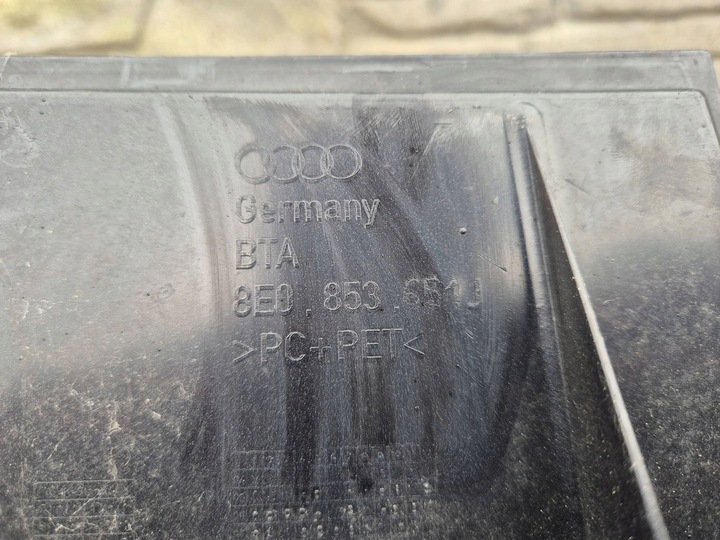 Germany
BTA
8E0.853.651J
>PC+PET<